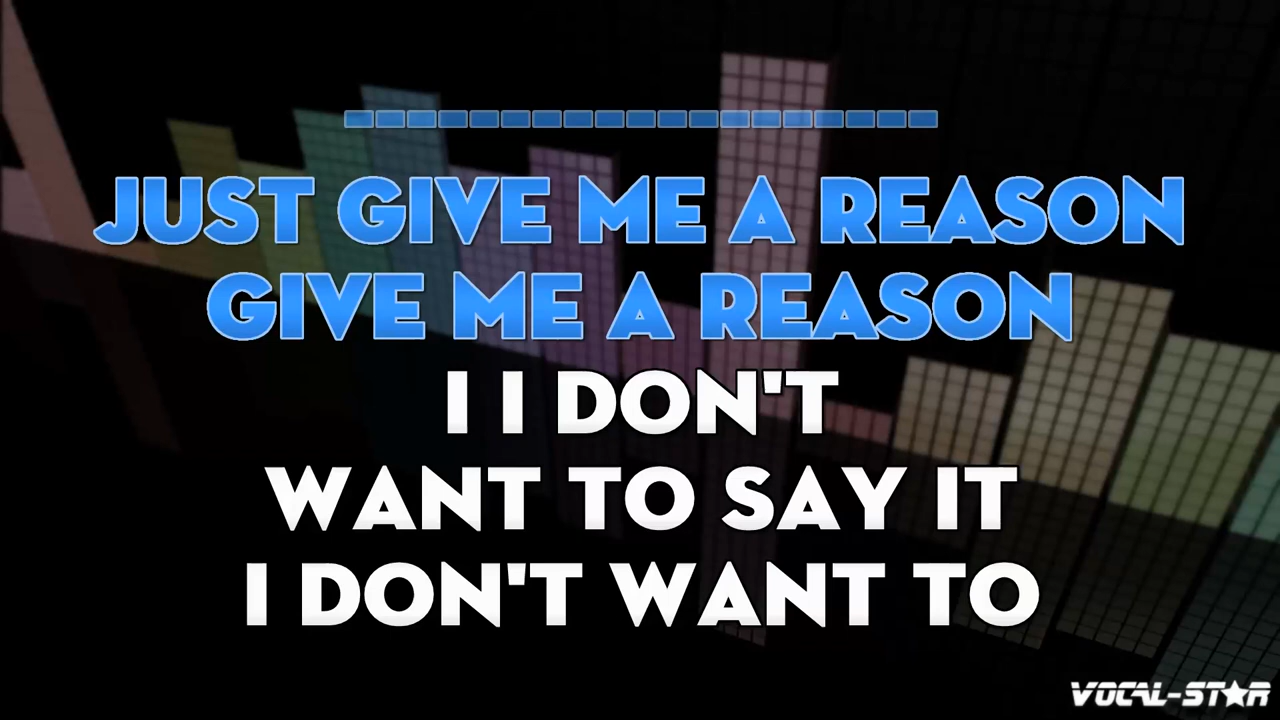 JUST GIVE ME A REASON
GIVE ME A REASON
I I DON'T
WANT TO SAY IT
I DON'T WANT TO
VOCAL-STAR